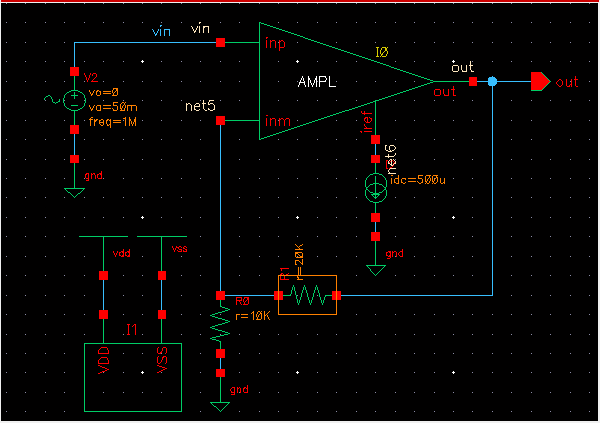 vin
vin
inp
I0
V2
vo=0
va=50m
freq=1M
AMPL
out
out
out
net5
inm
iref
net6
idc=500u
gnd
gnd
vdd
vss
R1
r=20K
R0
r=10K
I1
VDD
VSS
gnd